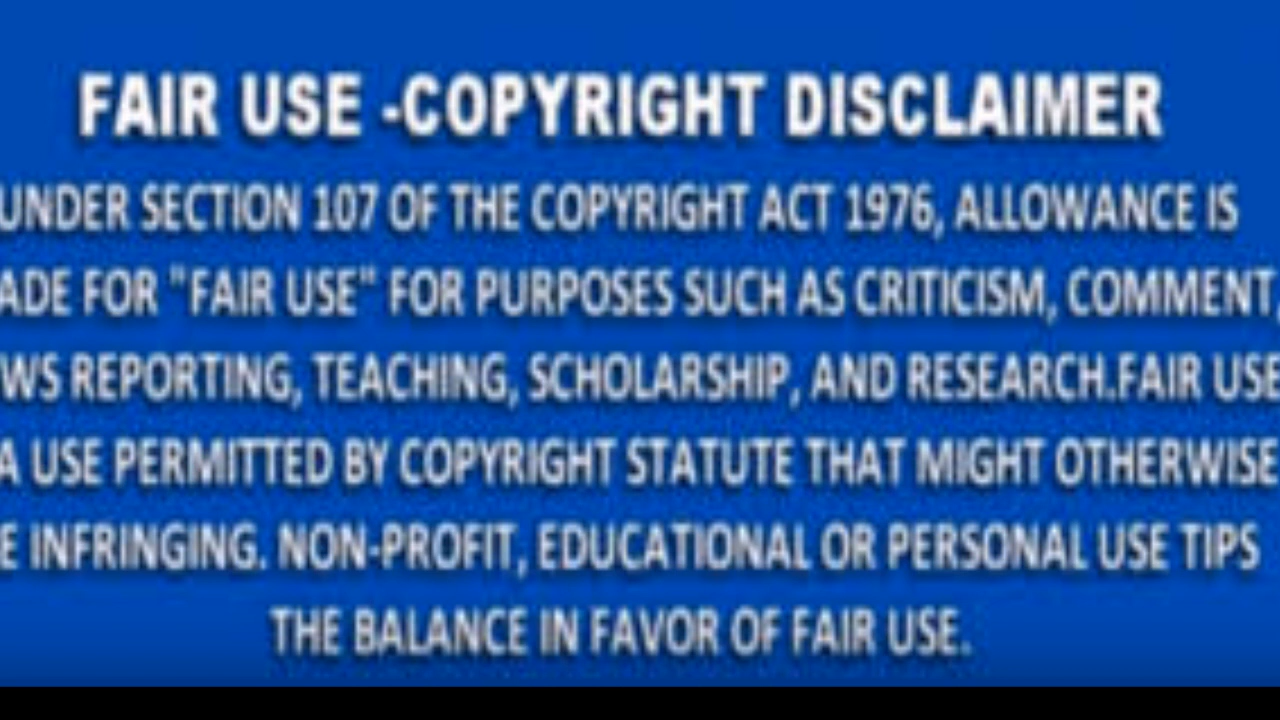 FAIR USE -COPYRIGHT DISCLAIMER
UNDER SECTION 107 OF THE COPYRIGHT ACT 1976, ALLOWANCE IS
ADE FOR "FAIR USE" FOR PURPOSES SUCH AS CRITICISM, COMMENT,
WS REPORTING, TEACHING, SCHOLARSHIP, AND RESEARCH.FAIR USE
A USE PERMITTED BY COPYRIGHT STATUTE THAT MIGHT OTHERWISE
E INFRINGING. NON-PROFIT, EDUCATIONAL OR PERSONAL USE TIPS
THE BALANCE IN FAVOR OF FAIR USE.